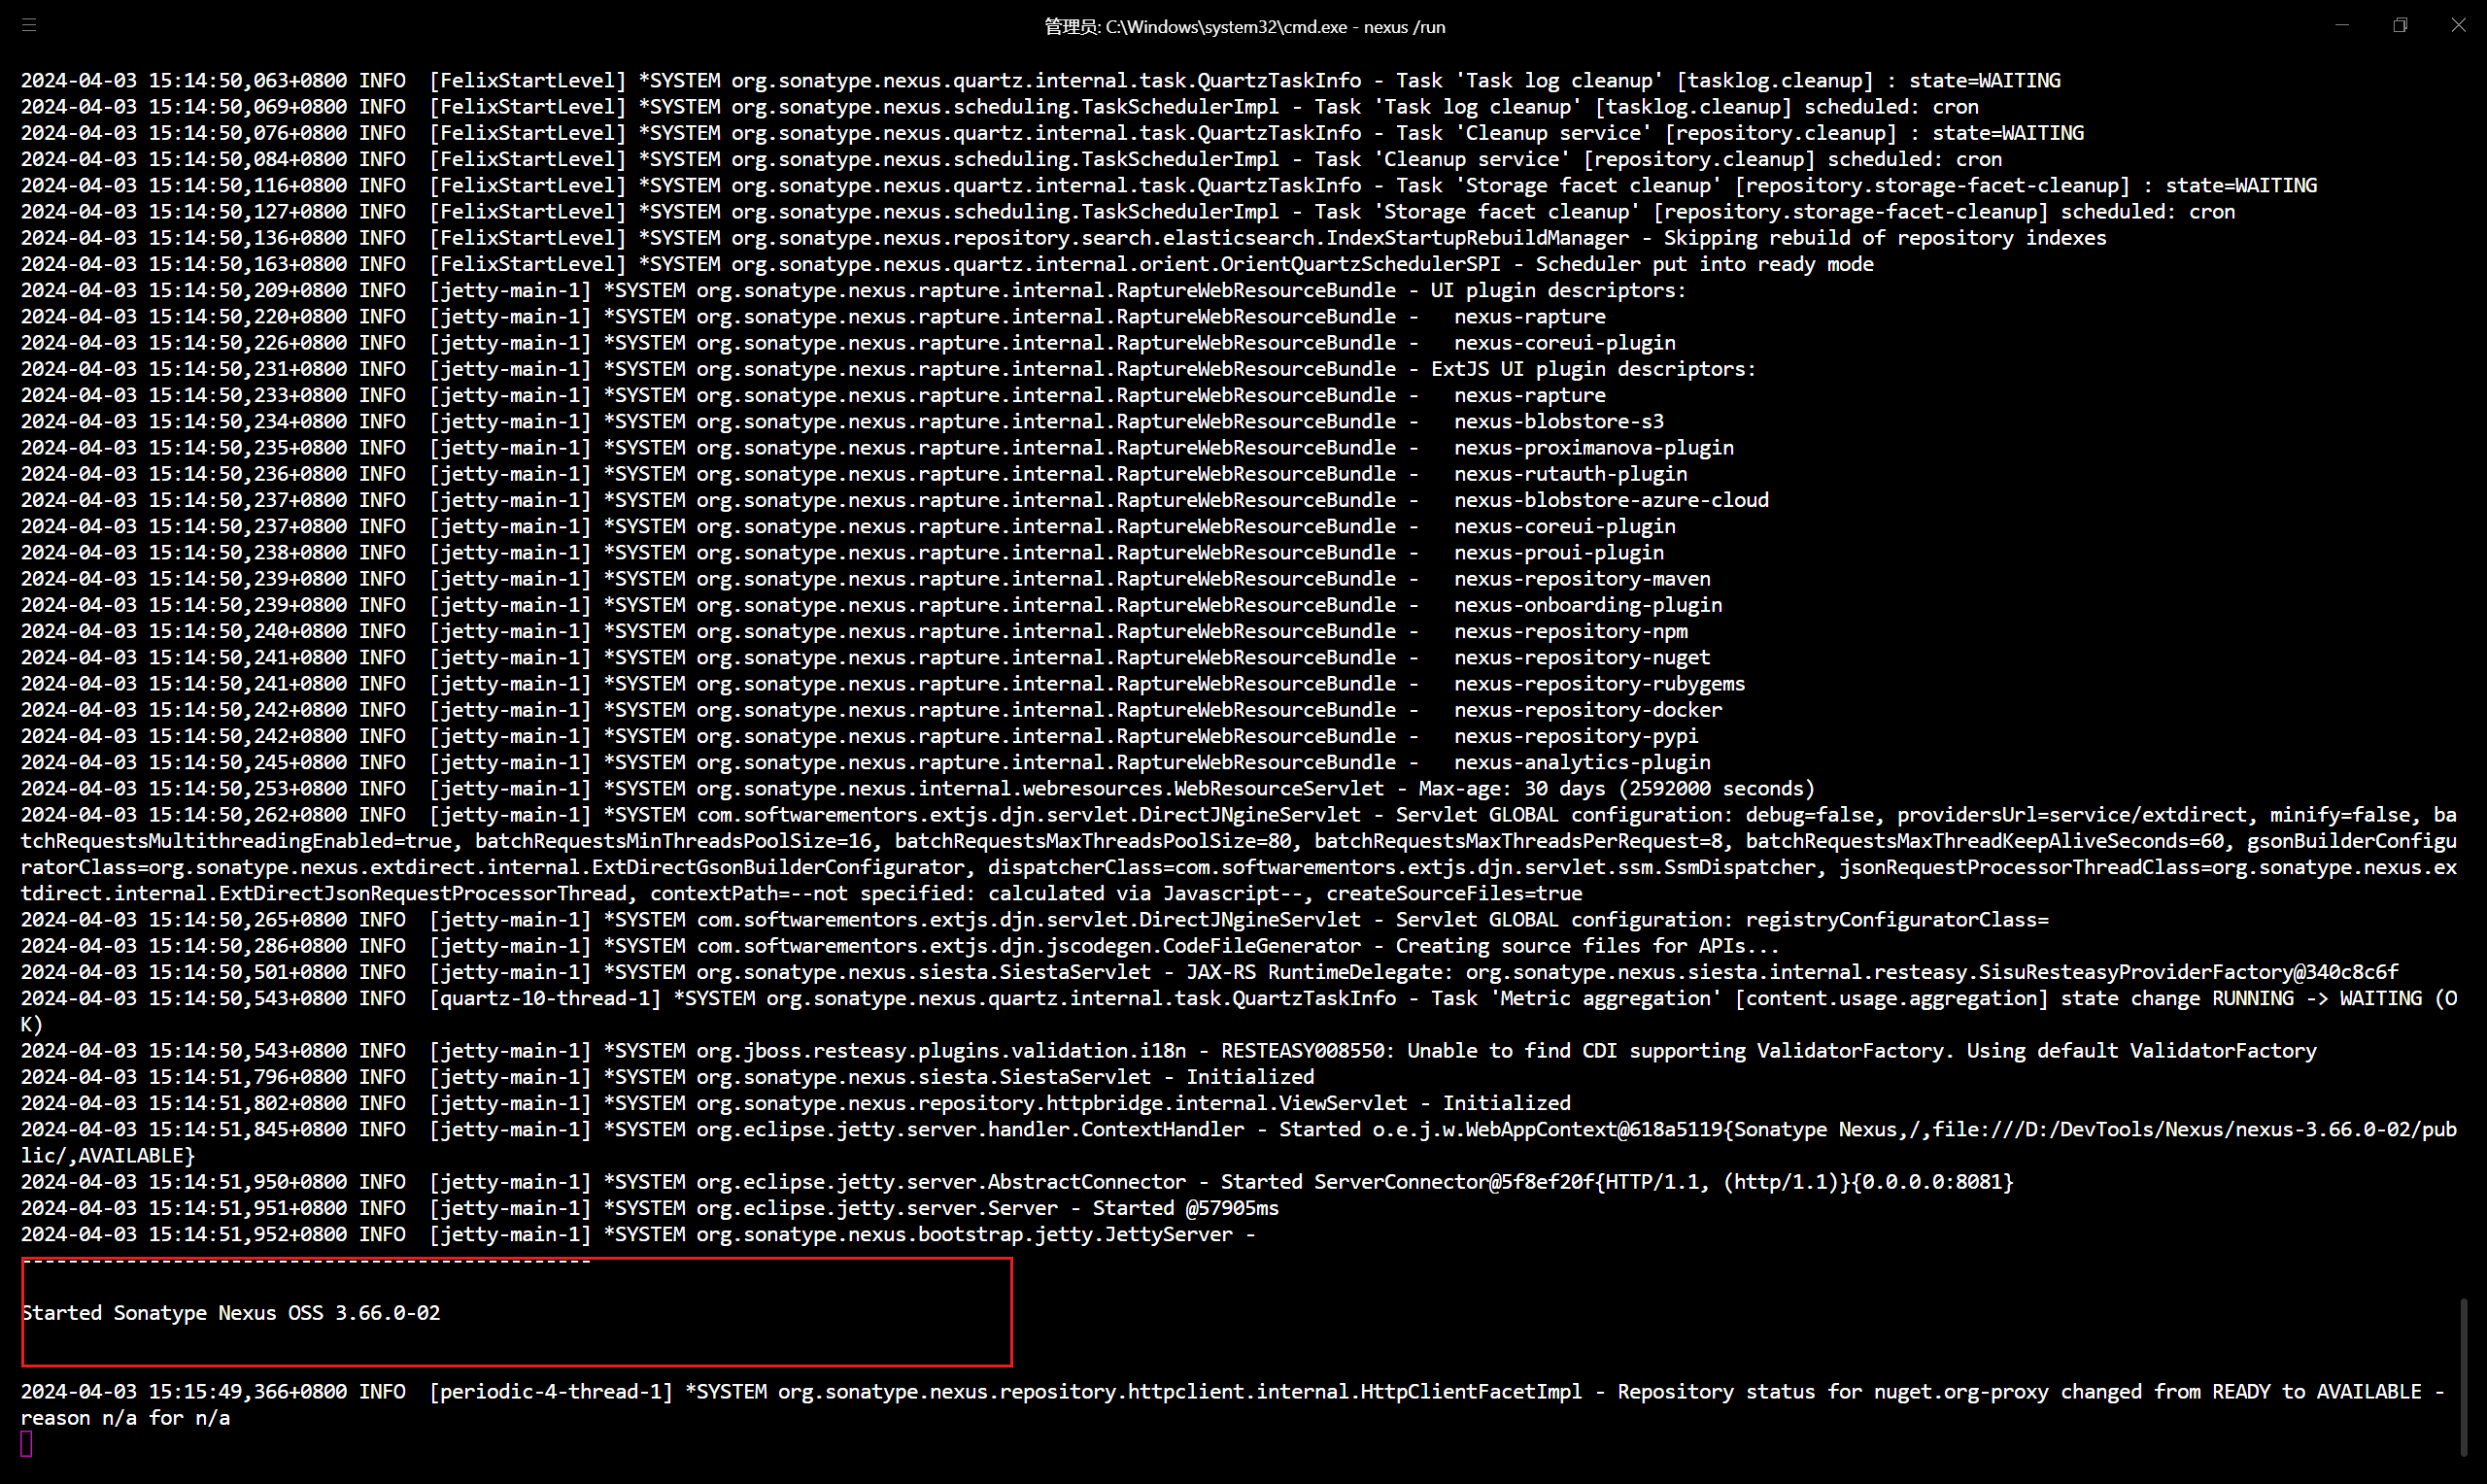 管理员: C:\Windows\system32\cmd.exe - nexus /run
2024-04-03 15:14:50,063+0800 INFO  [FelixStartLevel] *SYSTEM org.sonatype.nexus.quartz.internal.task.QuartzTaskInfo - Task 'Task log cleanup' [tasklog.cleanup] : state=WAITING
2024-04-03 15:14:50,069+0800 INFO  [FelixStartLevel] *SYSTEM org.sonatype.nexus.scheduling.TaskSchedulerImpl - Task 'Task log cleanup' [tasklog.cleanup] scheduled: cron
2024-04-03 15:14:50,076+0800 INFO  [FelixStartLevel] *SYSTEM org.sonatype.nexus.quartz.internal.task.QuartzTaskInfo - Task 'Cleanup service' [repository.cleanup] : state=WAITING
2024-04-03 15:14:50,084+0800 INFO  [FelixStartLevel] *SYSTEM org.sonatype.nexus.scheduling.TaskSchedulerImpl - Task 'Cleanup service' [repository.cleanup] scheduled: cron
2024-04-03 15:14:50,116+0800 INFO  [FelixStartLevel] *SYSTEM org.sonatype.nexus.quartz.internal.task.QuartzTaskInfo - Task 'Storage facet cleanup' [repository.storage-facet-cleanup] : state=WAITING
2024-04-03 15:14:50,127+0800 INFO  [FelixStartLevel] *SYSTEM org.sonatype.nexus.scheduling.TaskSchedulerImpl - Task 'Storage facet cleanup' [repository.storage-facet-cleanup] scheduled: cron
2024-04-03 15:14:50,136+0800 INFO  [FelixStartLevel] *SYSTEM org.sonatype.nexus.repository.search.elasticsearch.IndexStartupRebuildManager - Skipping rebuild of repository indexes
2024-04-03 15:14:50,163+0800 INFO  [FelixStartLevel] *SYSTEM org.sonatype.nexus.quartz.internal.orient.OrientQuartzSchedulerSPI - Scheduler put into ready mode
2024-04-03 15:14:50,209+0800 INFO  [jetty-main-1] *SYSTEM org.sonatype.nexus.rapture.internal.RaptureWebResourceBundle - UI plugin descriptors:
2024-04-03 15:14:50,220+0800 INFO  [jetty-main-1] *SYSTEM org.sonatype.nexus.rapture.internal.RaptureWebResourceBundle -   nexus-rapture
2024-04-03 15:14:50,226+0800 INFO  [jetty-main-1] *SYSTEM org.sonatype.nexus.rapture.internal.RaptureWebResourceBundle -   nexus-coreui-plugin
2024-04-03 15:14:50,231+0800 INFO  [jetty-main-1] *SYSTEM org.sonatype.nexus.rapture.internal.RaptureWebResourceBundle - ExtJS UI plugin descriptors:
2024-04-03 15:14:50,233+0800 INFO  [jetty-main-1] *SYSTEM org.sonatype.nexus.rapture.internal.RaptureWebResourceBundle -   nexus-rapture
2024-04-03 15:14:50,234+0800 INFO  [jetty-main-1] *SYSTEM org.sonatype.nexus.rapture.internal.RaptureWebResourceBundle -   nexus-blobstore-s3
2024-04-03 15:14:50,235+0800 INFO  [jetty-main-1] *SYSTEM org.sonatype.nexus.rapture.internal.RaptureWebResourceBundle -   nexus-proximanova-plugin
2024-04-03 15:14:50,236+0800 INFO  [jetty-main-1] *SYSTEM org.sonatype.nexus.rapture.internal.RaptureWebResourceBundle -   nexus-rutauth-plugin
2024-04-03 15:14:50,237+0800 INFO  [jetty-main-1] *SYSTEM org.sonatype.nexus.rapture.internal.RaptureWebResourceBundle -   nexus-blobstore-azure-cloud
2024-04-03 15:14:50,237+0800 INFO  [jetty-main-1] *SYSTEM org.sonatype.nexus.rapture.internal.RaptureWebResourceBundle -   nexus-coreui-plugin
2024-04-03 15:14:50,238+0800 INFO  [jetty-main-1] *SYSTEM org.sonatype.nexus.rapture.internal.RaptureWebResourceBundle -   nexus-proui-plugin
2024-04-03 15:14:50,239+0800 INFO  [jetty-main-1] *SYSTEM org.sonatype.nexus.rapture.internal.RaptureWebResourceBundle -   nexus-repository-maven
2024-04-03 15:14:50,239+0800 INFO  [jetty-main-1] *SYSTEM org.sonatype.nexus.rapture.internal.RaptureWebResourceBundle -   nexus-onboarding-plugin
2024-04-03 15:14:50,240+0800 INFO  [jetty-main-1] *SYSTEM org.sonatype.nexus.rapture.internal.RaptureWebResourceBundle -   nexus-repository-npm
2024-04-03 15:14:50,241+0800 INFO  [jetty-main-1] *SYSTEM org.sonatype.nexus.rapture.internal.RaptureWebResourceBundle -   nexus-repository-nuget
2024-04-03 15:14:50,241+0800 INFO  [jetty-main-1] *SYSTEM org.sonatype.nexus.rapture.internal.RaptureWebResourceBundle -   nexus-repository-rubygems
2024-04-03 15:14:50,242+0800 INFO  [jetty-main-1] *SYSTEM org.sonatype.nexus.rapture.internal.RaptureWebResourceBundle -   nexus-repository-docker
2024-04-03 15:14:50,242+0800 INFO  [jetty-main-1] *SYSTEM org.sonatype.nexus.rapture.internal.RaptureWebResourceBundle -   nexus-repository-pypi
2024-04-03 15:14:50,245+0800 INFO  [jetty-main-1] *SYSTEM org.sonatype.nexus.rapture.internal.RaptureWebResourceBundle -   nexus-analytics-plugin
2024-04-03 15:14:50,253+0800 INFO  [jetty-main-1] *SYSTEM org.sonatype.nexus.internal.webresources.WebResourceServlet - Max-age: 30 days (2592000 seconds)
2024-04-03 15:14:50,262+0800 INFO  [jetty-main-1] *SYSTEM com.softwarementors.extjs.djn.servlet.DirectJNgineServlet - Servlet GLOBAL configuration: debug=false, providersUrl=service/extdirect, minify=false, ba
tchRequestsMultithreadingEnabled=true, batchRequestsMinThreadsPoolSize=16, batchRequestsMaxThreadsPoolSize=80, batchRequestsMaxThreadsPerRequest=8, batchRequestsMaxThreadKeepAliveSeconds=60, gsonBuilderConfigu
ratorClass=org.sonatype.nexus.extdirect.internal.ExtDirectGsonBuilderConfigurator, dispatcherClass=com.softwarementors.extjs.djn.servlet.ssm.SsmDispatcher, jsonRequestProcessorThreadClass=org.sonatype.nexus.ex
tdirect.internal.ExtDirectJsonRequestProcessorThread, contextPath=--not specified: calculated via Javascript--, createSourceFiles=true
2024-04-03 15:14:50,265+0800 INFO  [jetty-main-1] *SYSTEM com.softwarementors.extjs.djn.servlet.DirectJNgineServlet - Servlet GLOBAL configuration: registryConfiguratorClass=
2024-04-03 15:14:50,286+0800 INFO  [jetty-main-1] *SYSTEM com.softwarementors.extjs.djn.jscodegen.CodeFileGenerator - Creating source files for APIs...
2024-04-03 15:14:50,501+0800 INFO  [jetty-main-1] *SYSTEM org.sonatype.nexus.siesta.SiestaServlet - JAX-RS RuntimeDelegate: org.sonatype.nexus.siesta.internal.resteasy.SisuResteasyProviderFactory@340c8c6f
2024-04-03 15:14:50,543+0800 INFO  [quartz-10-thread-1] *SYSTEM org.sonatype.nexus.quartz.internal.task.QuartzTaskInfo - Task 'Metric aggregation' [content.usage.aggregation] state change RUNNING -> WAITING (O
K)
2024-04-03 15:14:50,543+0800 INFO  [jetty-main-1] *SYSTEM org.jboss.resteasy.plugins.validation.i18n - RESTEASY008550: Unable to find CDI supporting ValidatorFactory. Using default ValidatorFactory
2024-04-03 15:14:51,796+0800 INFO  [jetty-main-1] *SYSTEM org.sonatype.nexus.siesta.SiestaServlet - Initialized
2024-04-03 15:14:51,802+0800 INFO  [jetty-main-1] *SYSTEM org.sonatype.nexus.repository.httpbridge.internal.ViewServlet - Initialized
2024-04-03 15:14:51,845+0800 INFO  [jetty-main-1] *SYSTEM org.eclipse.jetty.server.handler.ContextHandler - Started o.e.j.w.WebAppContext@618a5119{Sonatype Nexus,/,file:///D:/DevTools/Nexus/nexus-3.66.0-02/pub
lic/,AVAILABLE}
2024-04-03 15:14:51,950+0800 INFO  [jetty-main-1] *SYSTEM org.eclipse.jetty.server.AbstractConnector - Started ServerConnector@5f8ef20f{HTTP/1.1, (http/1.1)}{0.0.0.0:8081}
2024-04-03 15:14:51,951+0800 INFO  [jetty-main-1] *SYSTEM org.eclipse.jetty.server.Server - Started @57905ms
2024-04-03 15:14:51,952+0800 INFO  [jetty-main-1] *SYSTEM org.sonatype.nexus.bootstrap.jetty.JettyServer -
-------------------------------------------------
Started Sonatype Nexus OSS 3.66.0-02
2024-04-03 15:15:49,366+0800 INFO  [periodic-4-thread-1] *SYSTEM org.sonatype.nexus.repository.httpclient.internal.HttpClientFacetImpl - Repository status for nuget.org-proxy changed from READY to AVAILABLE -
reason n/a for n/a